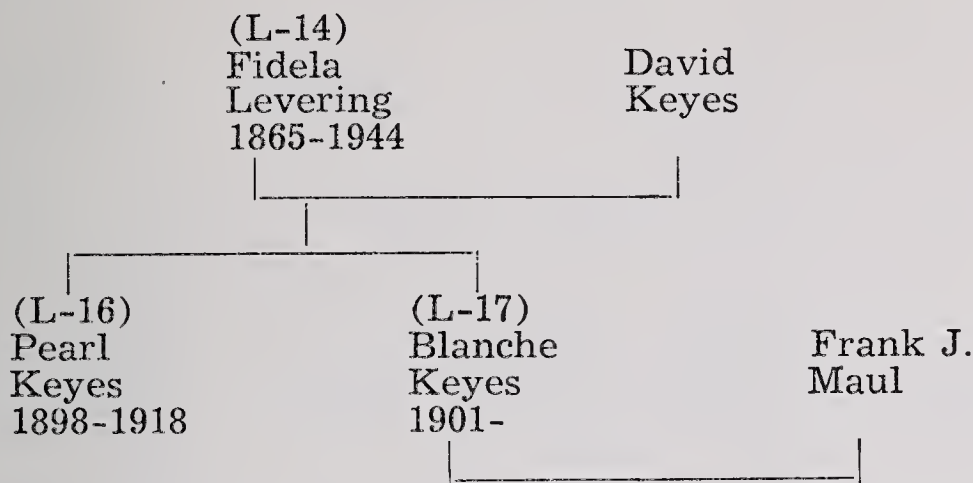 (L-14)
Fidela
Levering
1865-1944
David
Keyes
(L-16)
Pearl
Keyes
1898-1918
(L-17)
Blanche
Keyes
1901-
Frank J.
Maul